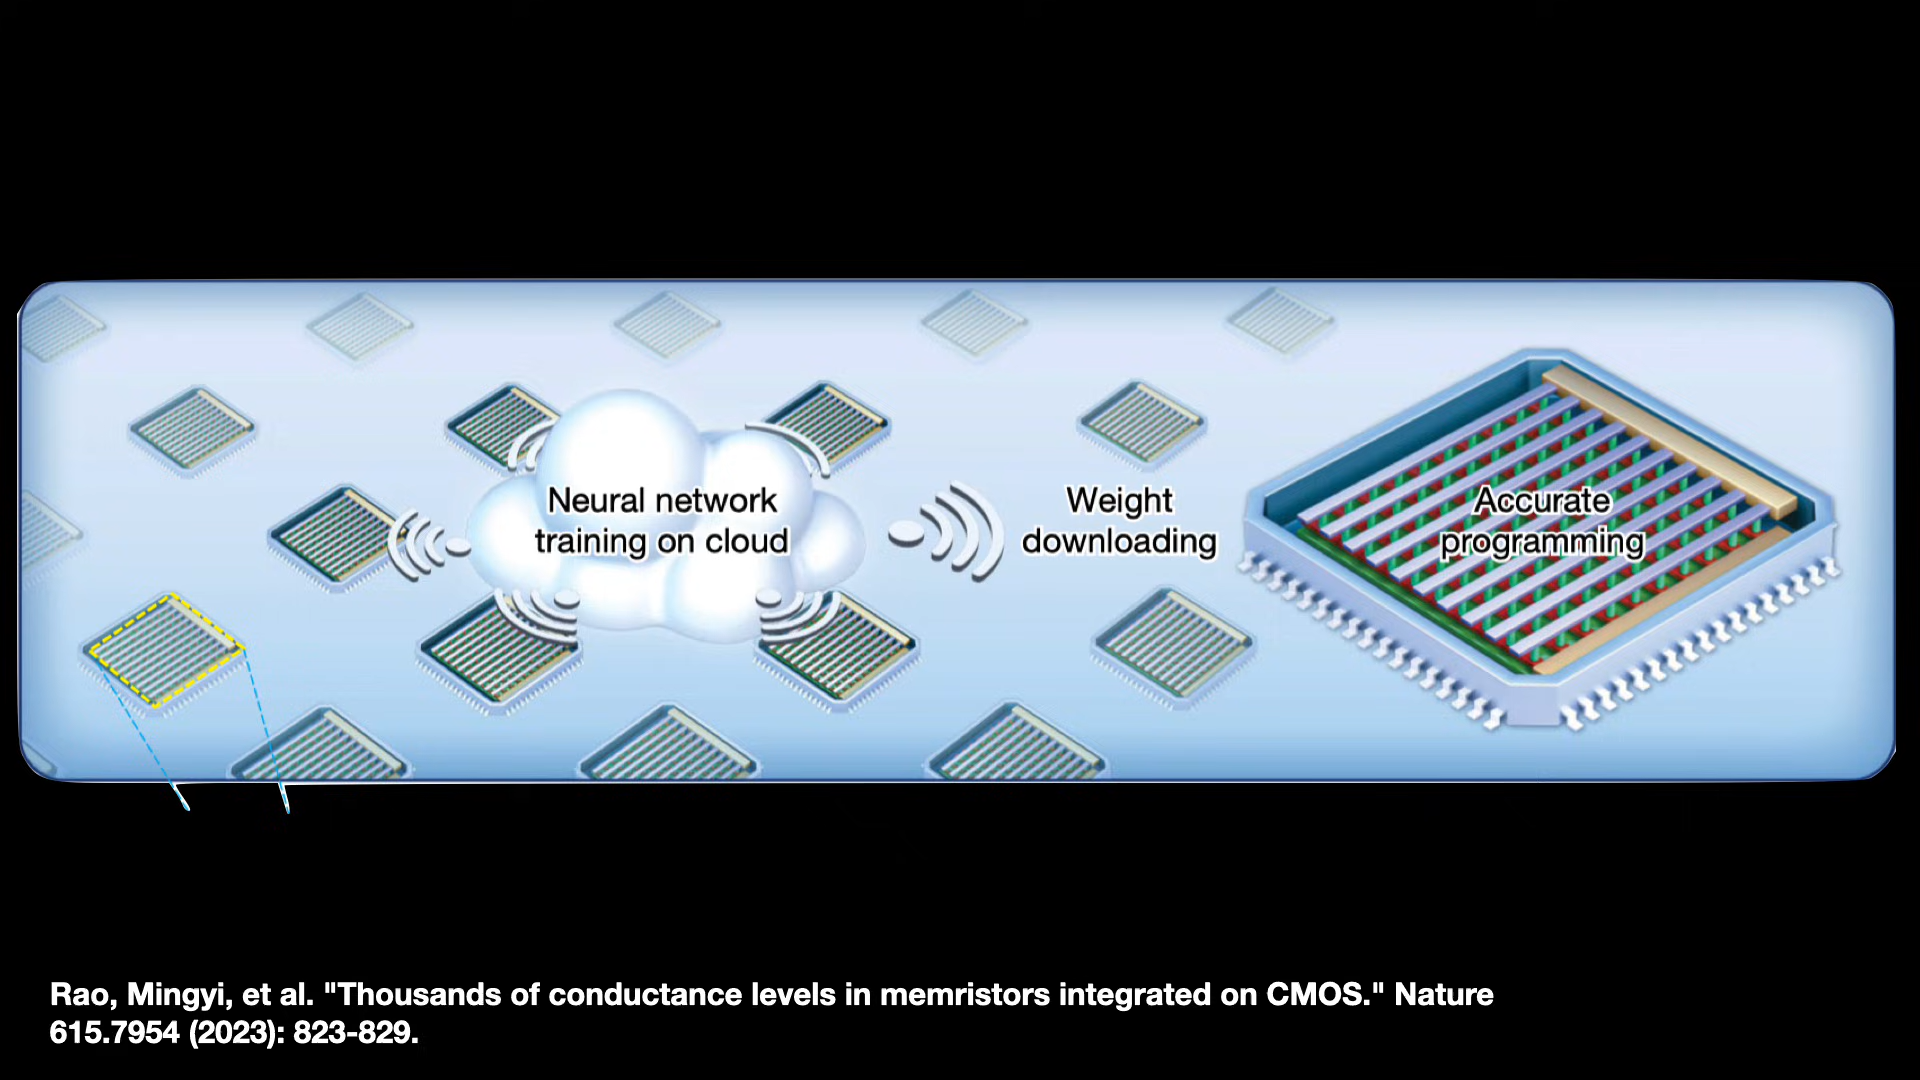 Neural network
training on cloud
Weight
downloading
Accurate
programming
Rao, Mingyi, et al. "Thousands of conductance levels in memristors integrated on CMOS." Nature
615.7954 (2023): 823-829.